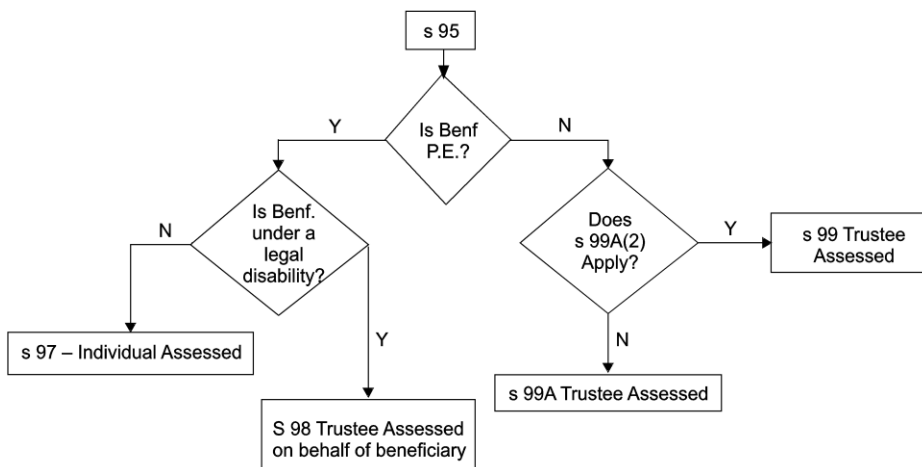 s 95
Is Benf
P.E.?
Y
N
Is Benf.
under a
legal
disability?
N
Y
Does
s 99A(2)
Apply?
Y
N
s 99 Trustee
Assessed
s 97 – Individual Assessed
s 99A Trustee Assessed
S 98 Trustee Assessed
on behalf of beneficiary